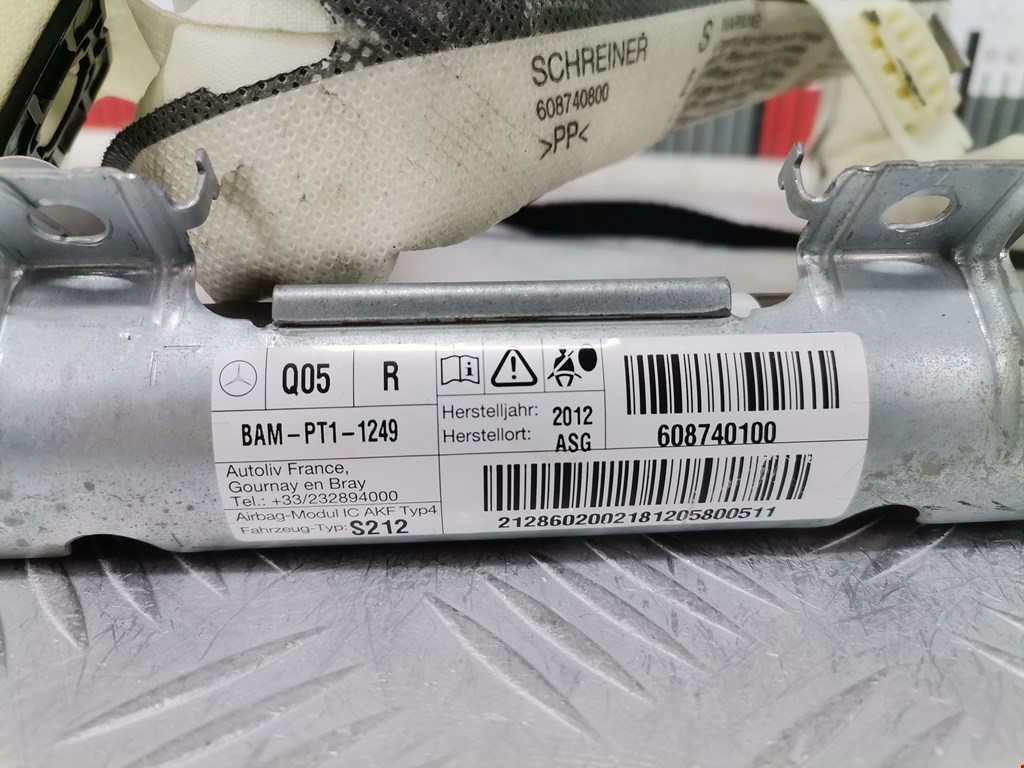 SCHREINER
608740800
>PP<
S
Q05
R
BAM-PT1-1249
Autoliv France,
Gournay en Bray
Tel.: +33/232894000
Airbag-Modul IC AKF Typ4
Fahrzeug-Typ: S212
Herstelljahr: 2012
Herstellort: ASG
608740100
2128602002181205800511